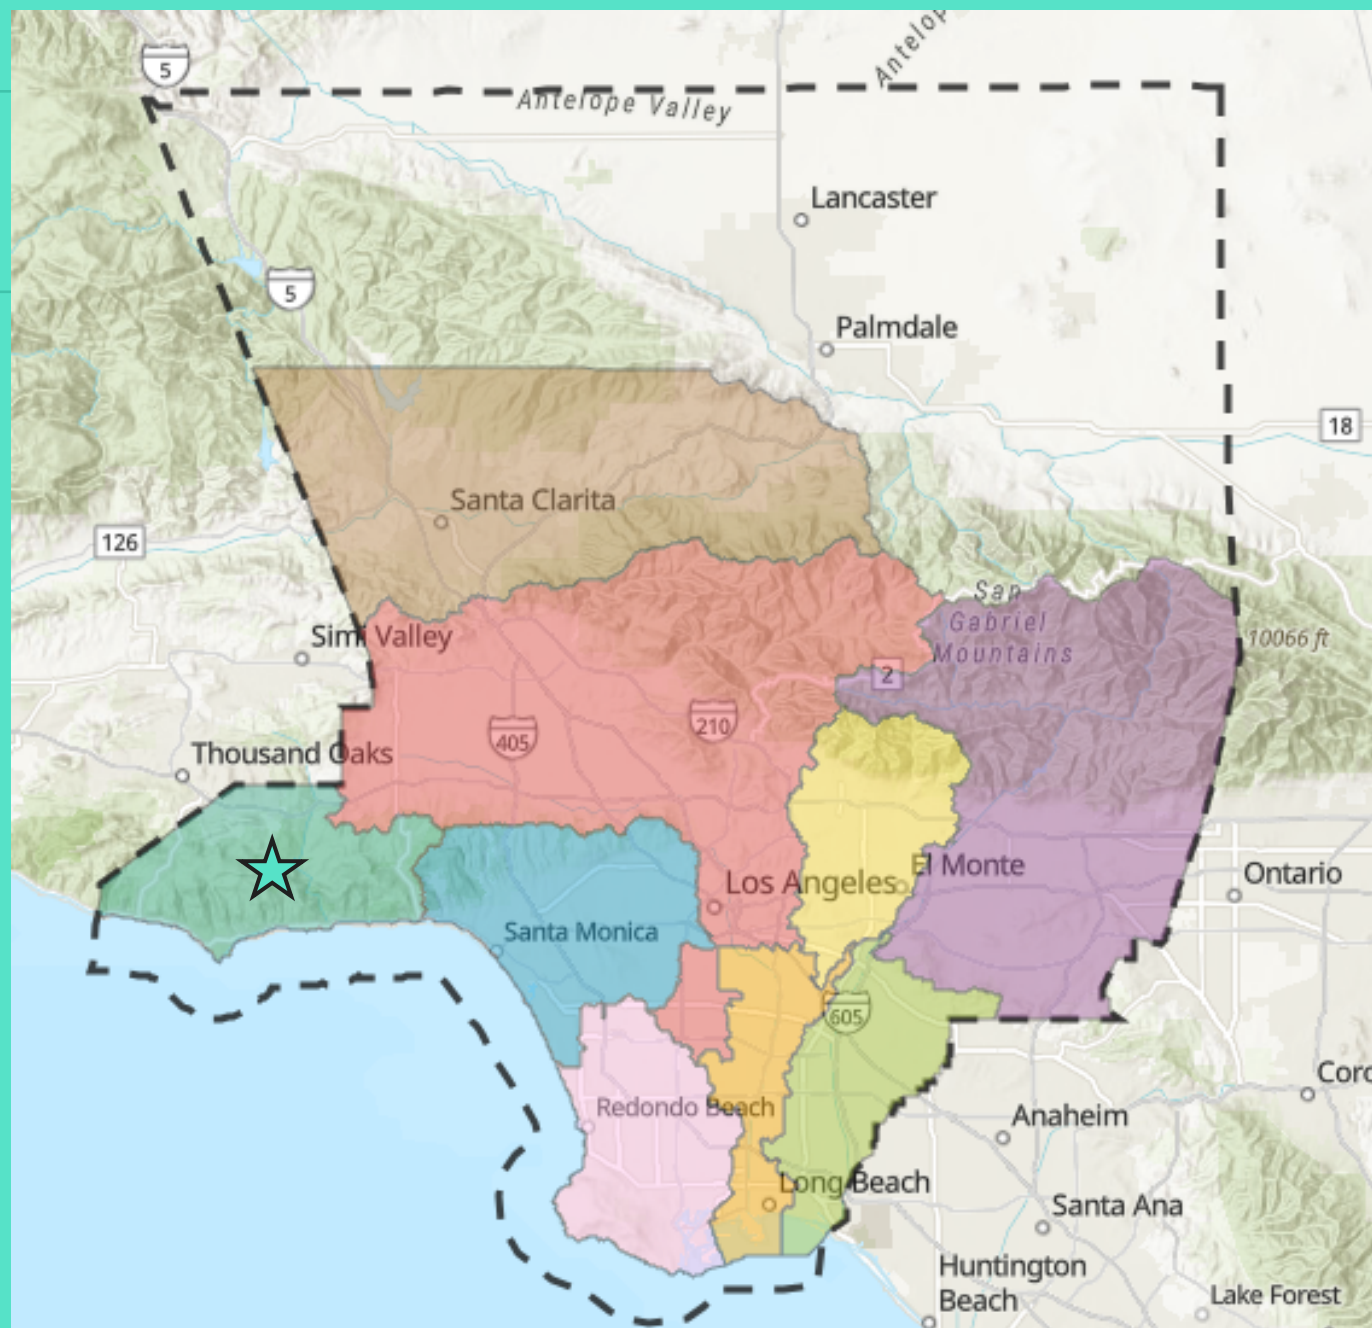 5
Antelope Valley
Antelop
Lancaster
5
Palmdale
18
Santa Clarita
126
San
Gabriel
Mountains
Simi Valley
10066 ft
2
210
405
Thousand Oaks
El Monte
Ontario
Los Angeles
Santa Monica
605
Coro
Redondo Beach
Anaheim
Long Beach
Santa Ana
Huntington
Beach
Lake Forest